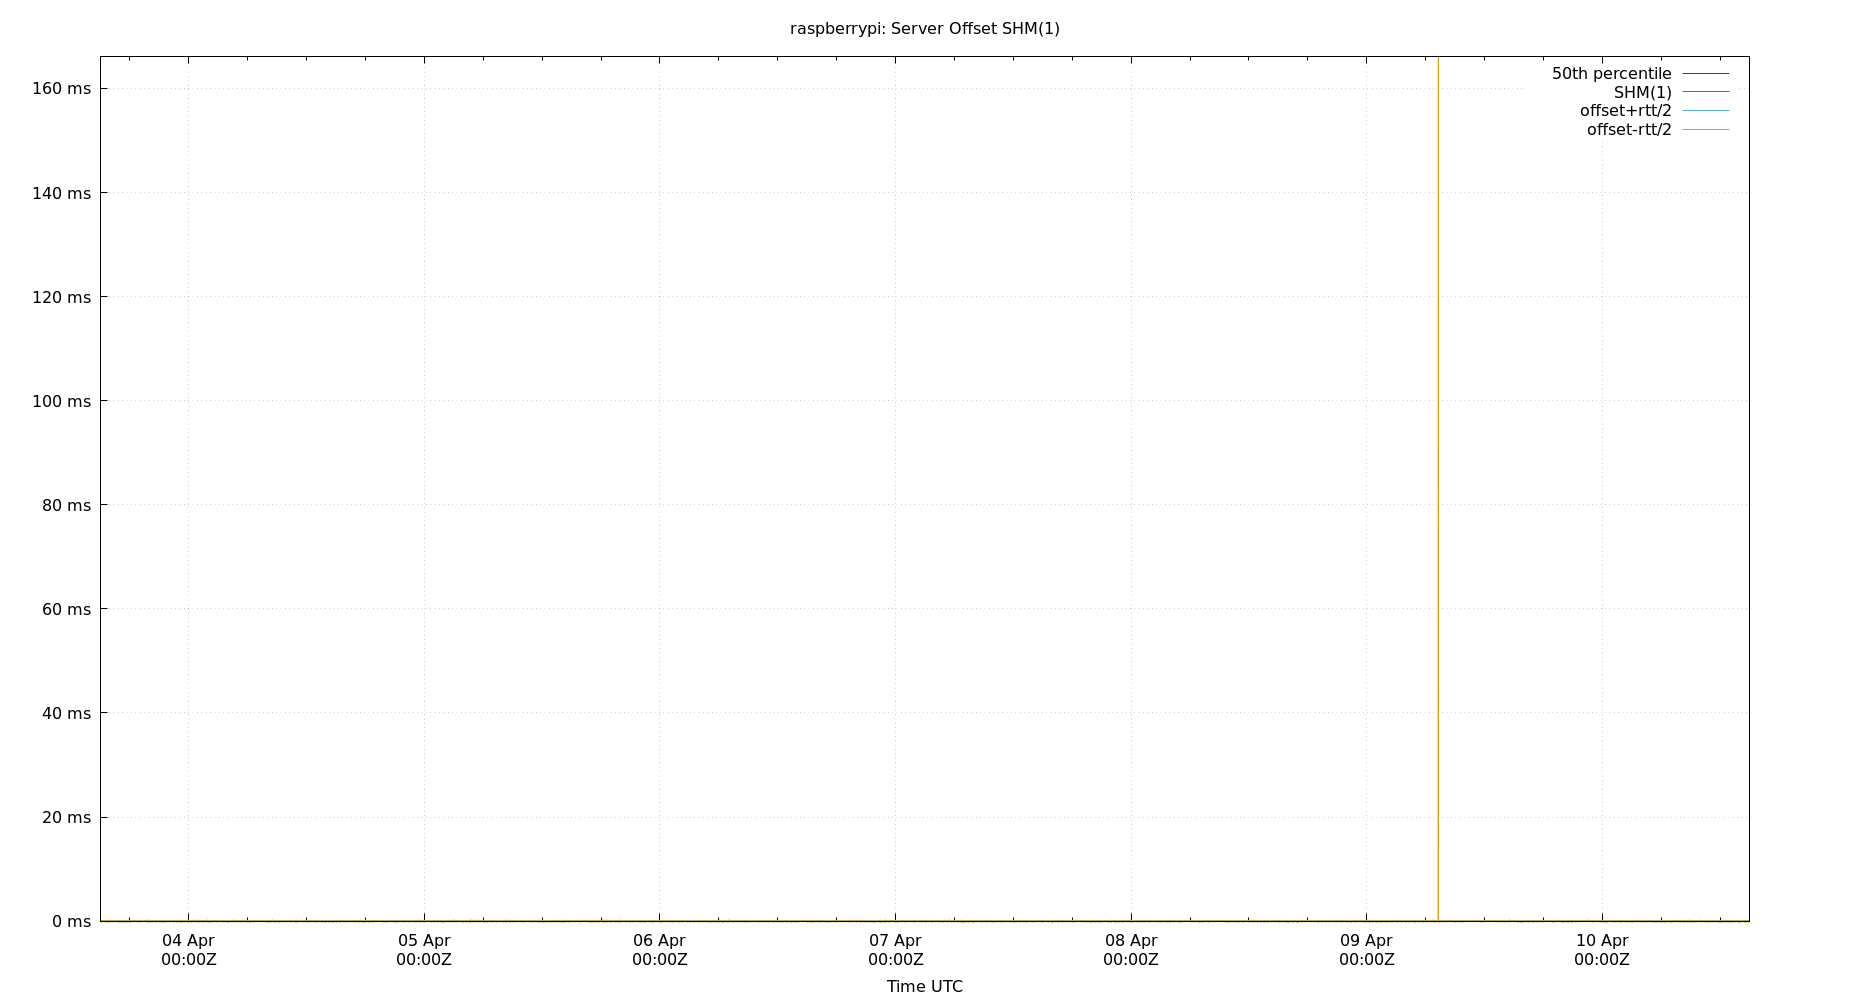 raspberrypi: Server Offset SHM(1)
50th percentile
SHM(1)
offset+rtt/2
offset-rtt/2
160 ms
140 ms
120 ms
100 ms
80 ms
60 ms
40 ms
20 ms
0 ms
04 Apr 05 Apr 06 Apr 07 Apr 08 Apr 09 Apr 10 Apr
00:00Z 00:00Z 00:00Z 00:00Z 00:00Z 00:00Z 00:00Z
Time UTC